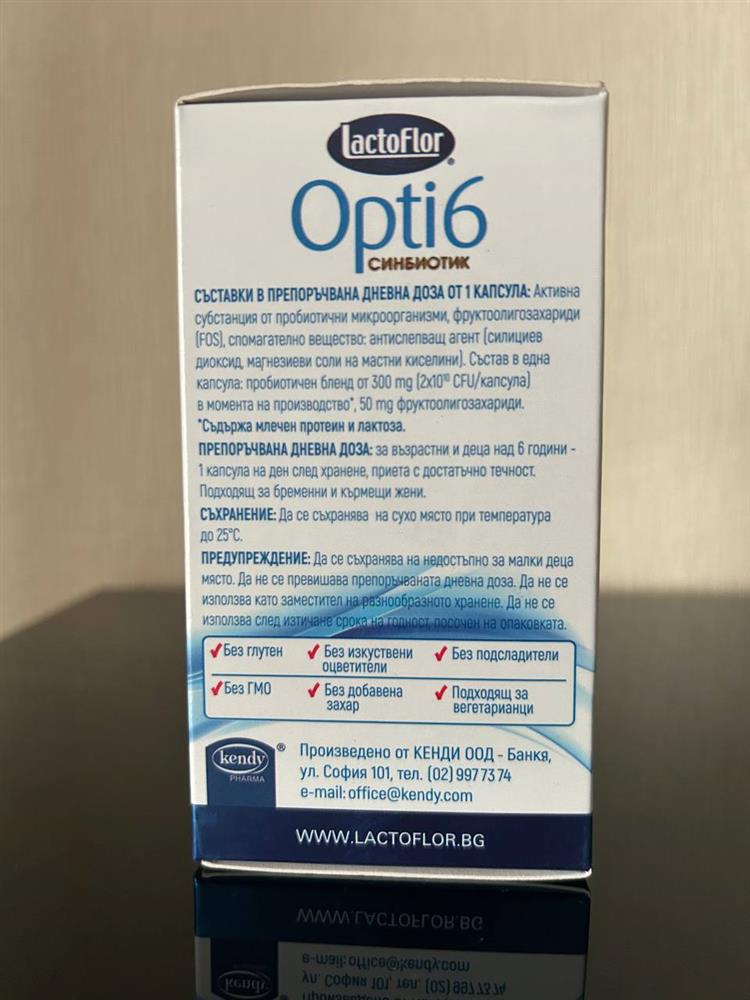 LactoFlor®
Opti6
СИНБИОТИК
СЪСТАВКИ В ПРЕПОРЪЧВАНА ДНЕВНА ДОЗА ОТ 1 КАПСУЛА: Активна
субстанция от пробиотични микроорганизми, фруктоолигозахариди
(FOS), спомагателно вещество: антислепващ агент (силициев
диоксид, магнезиеви соли на мастни киселини). Състав в една
капсула: пробиотичен бленд от 300 mg (2x10¹⁰ CFU/капсула)
в момента на производство*, 50 mg фруктоолигозахариди.
*Съдържа млечен протеин и лактоза.
ПРЕПОРЪЧВАНА ДНЕВНА ДОЗА: за възрастни и деца над 6 години -
1 капсула на ден след хранене, приета с достатъчно течност.
Подходящ за бременни и кърмещи жени.
СЪХРАНЕНИЕ: Да се съхранява на сухо място при температура
до 25°C.
ПРЕДУПРЕЖДЕНИЕ: Да се съхранява на недостъпно за малки деца
място. Да не се превишава препоръчваната дневна доза. Да не се
използва като заместител на разнообразното хранене. Да не се
използва след изтичане срока на годност, посочен на опаковката.
✓Без глутен ✓ Без изкуствени оцветители ✓ Без подсладители
✓Без ГМО ✓ Без добавена захар ✓ Подходящ за вегетарианци
kendy®
PHARMA
Произведено от КЕНДИ ООД - Банкя,
ул. София 101, тел. (02) 997 73 74
e-mail: office@kendy.com
WWW.LACTOFLOR.BG